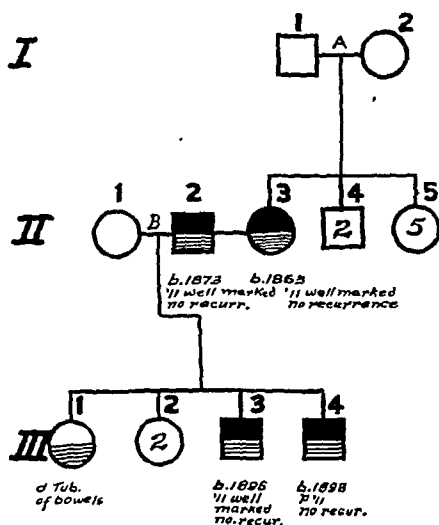 I
1
A
2
1
2
3
4
5
II
B
2
5
b.1873
b.1865
'11 well marked
'11 well marked
no recurr.
no recurrance
1
2
3
4
III
2
d Tub.
of bowels
b.1896
'11 well
marked
no.recur.
b.1898
P'11
no recur.